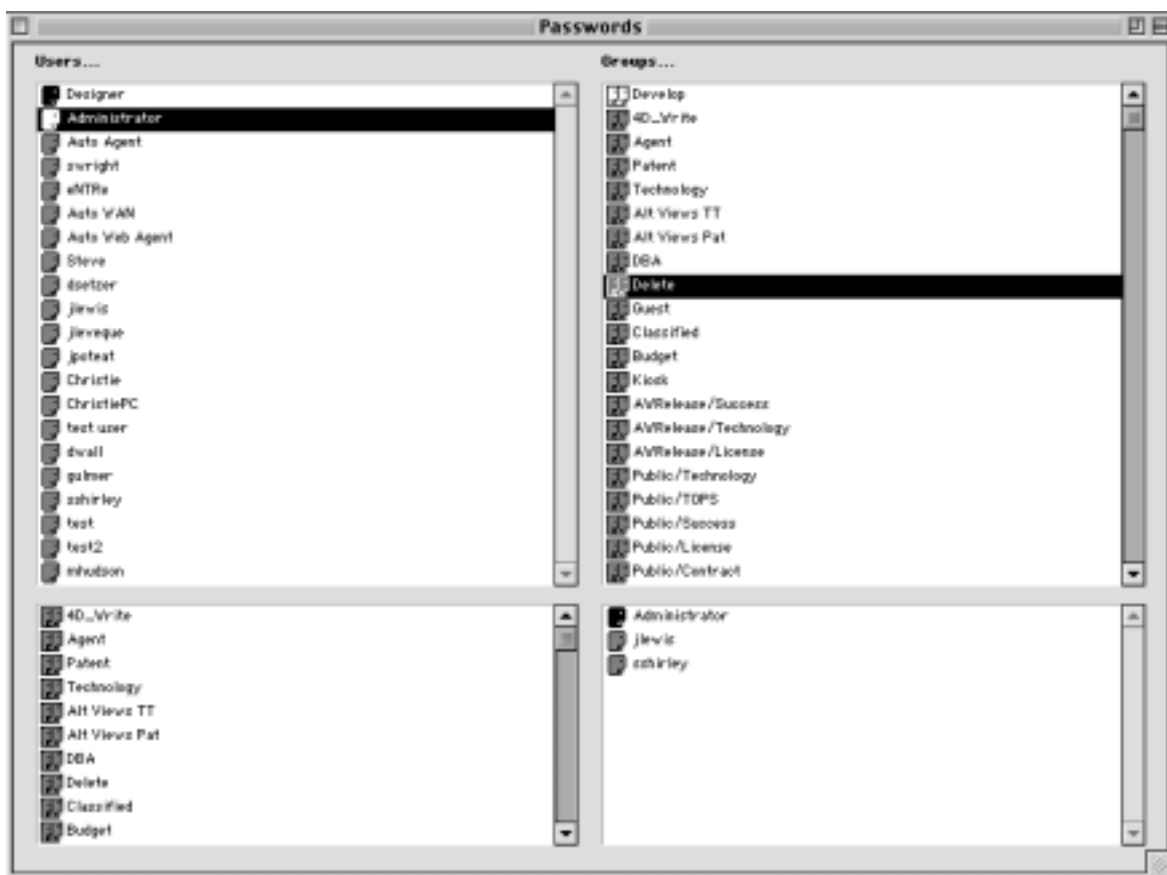 Passwords
Users...
Designer
Administrator
Auto Agent
swright
eNTRe
Auto WAN
Auto Web Agent
Steve
dsetzer
jlewis
jleveque
jpoteat
Christie
ChristiePC
test user
dwall
gulmer
sshirley
test
test2
mhudson
Groups...
Develop
4D_Write
Agent
Patent
Technology
Alt Views TT
Alt Views Pat
DBA
Delete
Guest
Classified
Budget
Kiosk
AVRelease/Success
AVRelease/Technology
AVRelease/License
Public/Technology
Public/TOPS
Public/Success
Public/License
Public/Contract
4D_Write
Agent
Patent
Technology
Alt Views TT
Alt Views Pat
DBA
Delete
Classified
Budget
Administrator
jlewis
sshirley